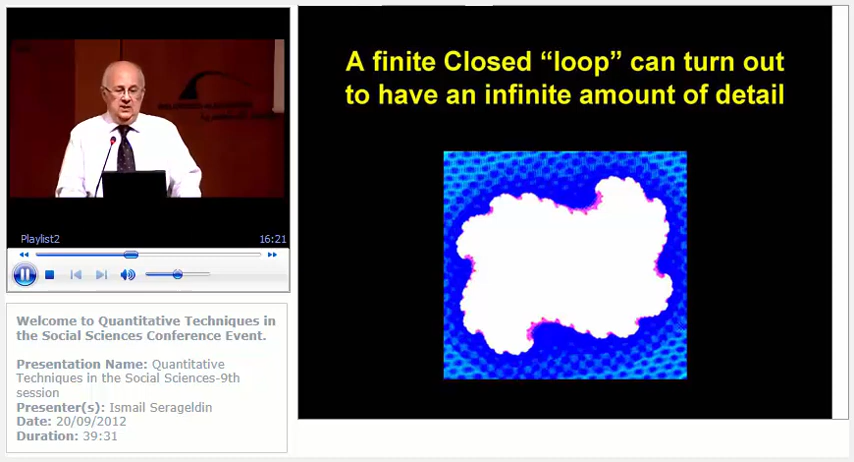 A finite Closed “loop” can turn out
to have an infinite amount of detail
Playlist2
16:21
Welcome to Quantitative Techniques in
the Social Sciences Conference Event.
Presentation Name: Quantitative
Techniques in the Social Sciences-9th
session
Presenter(s): Ismail Serageldin
Date: 20/09/2012
Duration: 39:31